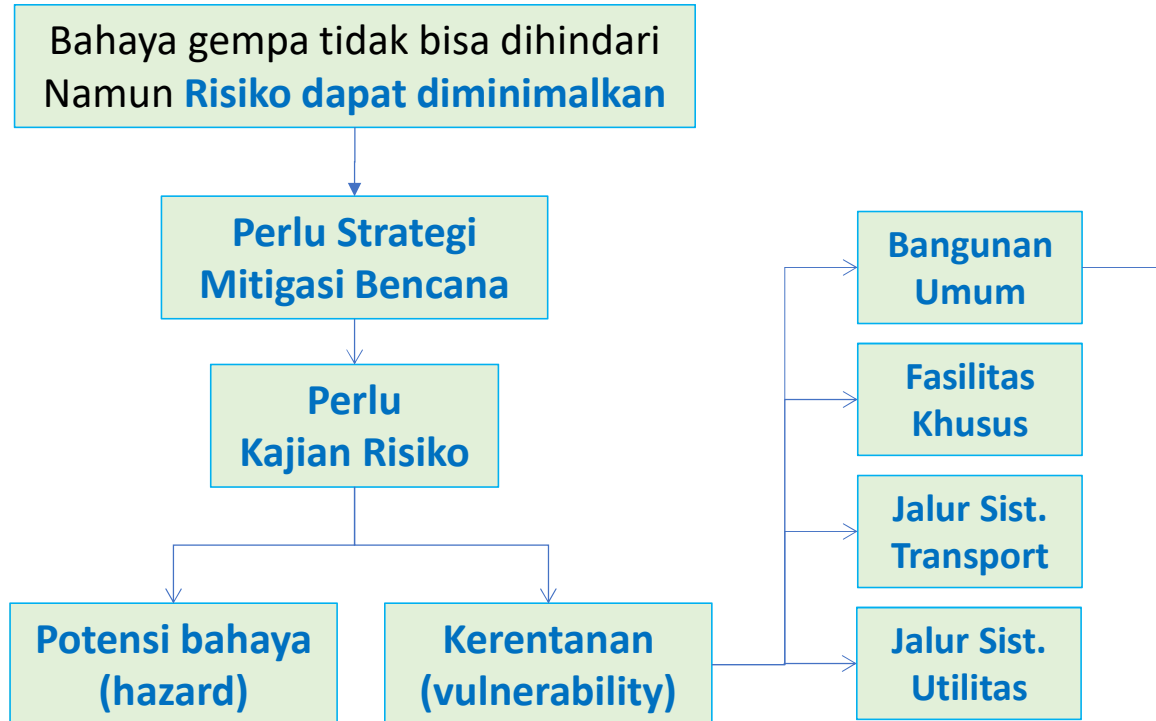 Bahaya gempa tidak bisa dihindari
Namun Risiko dapat diminimalkan
Perlu Strategi
Mitigasi Bencana
Perlu
Kajian Risiko
Potensi bahaya
(hazard)
Kerentanan
(vulnerability)
Bangunan
Umum
Fasilitas
Khusus
Jalur Sist.
Transport
Jalur Sist.
Utilitas